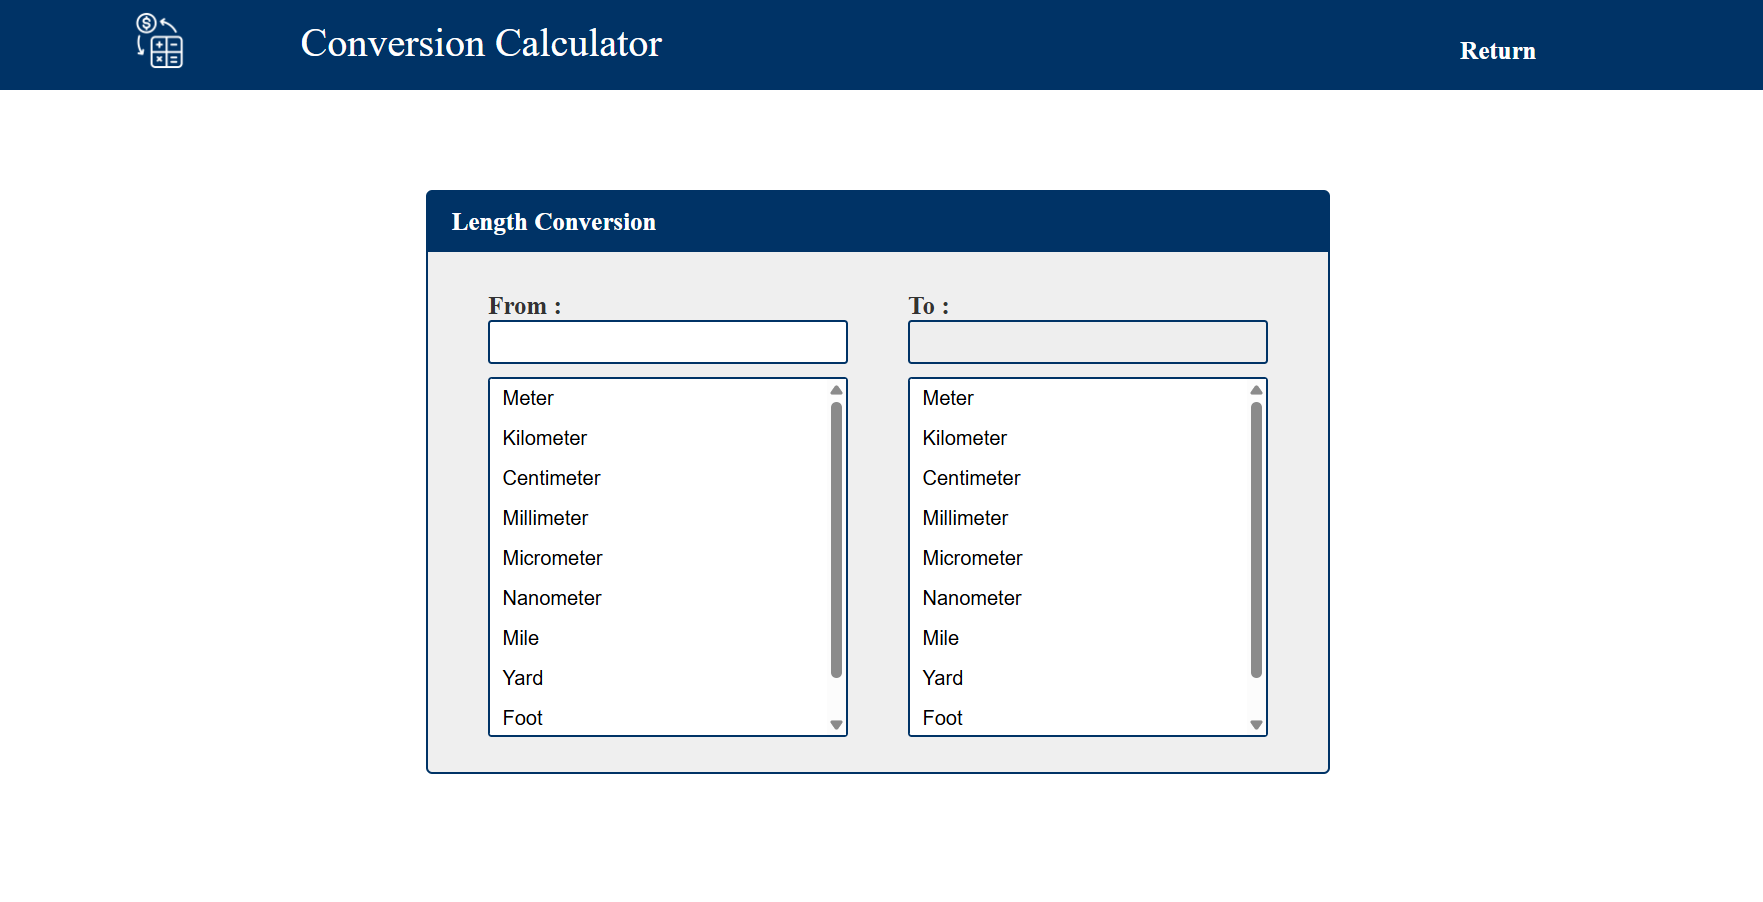 Conversion Calculator
Return
Length Conversion
From :
To :
Meter
Kilometer
Centimeter
Millimeter
Micrometer
Nanometer
Mile
Yard
Foot
Meter
Kilometer
Centimeter
Millimeter
Micrometer
Nanometer
Mile
Yard
Foot